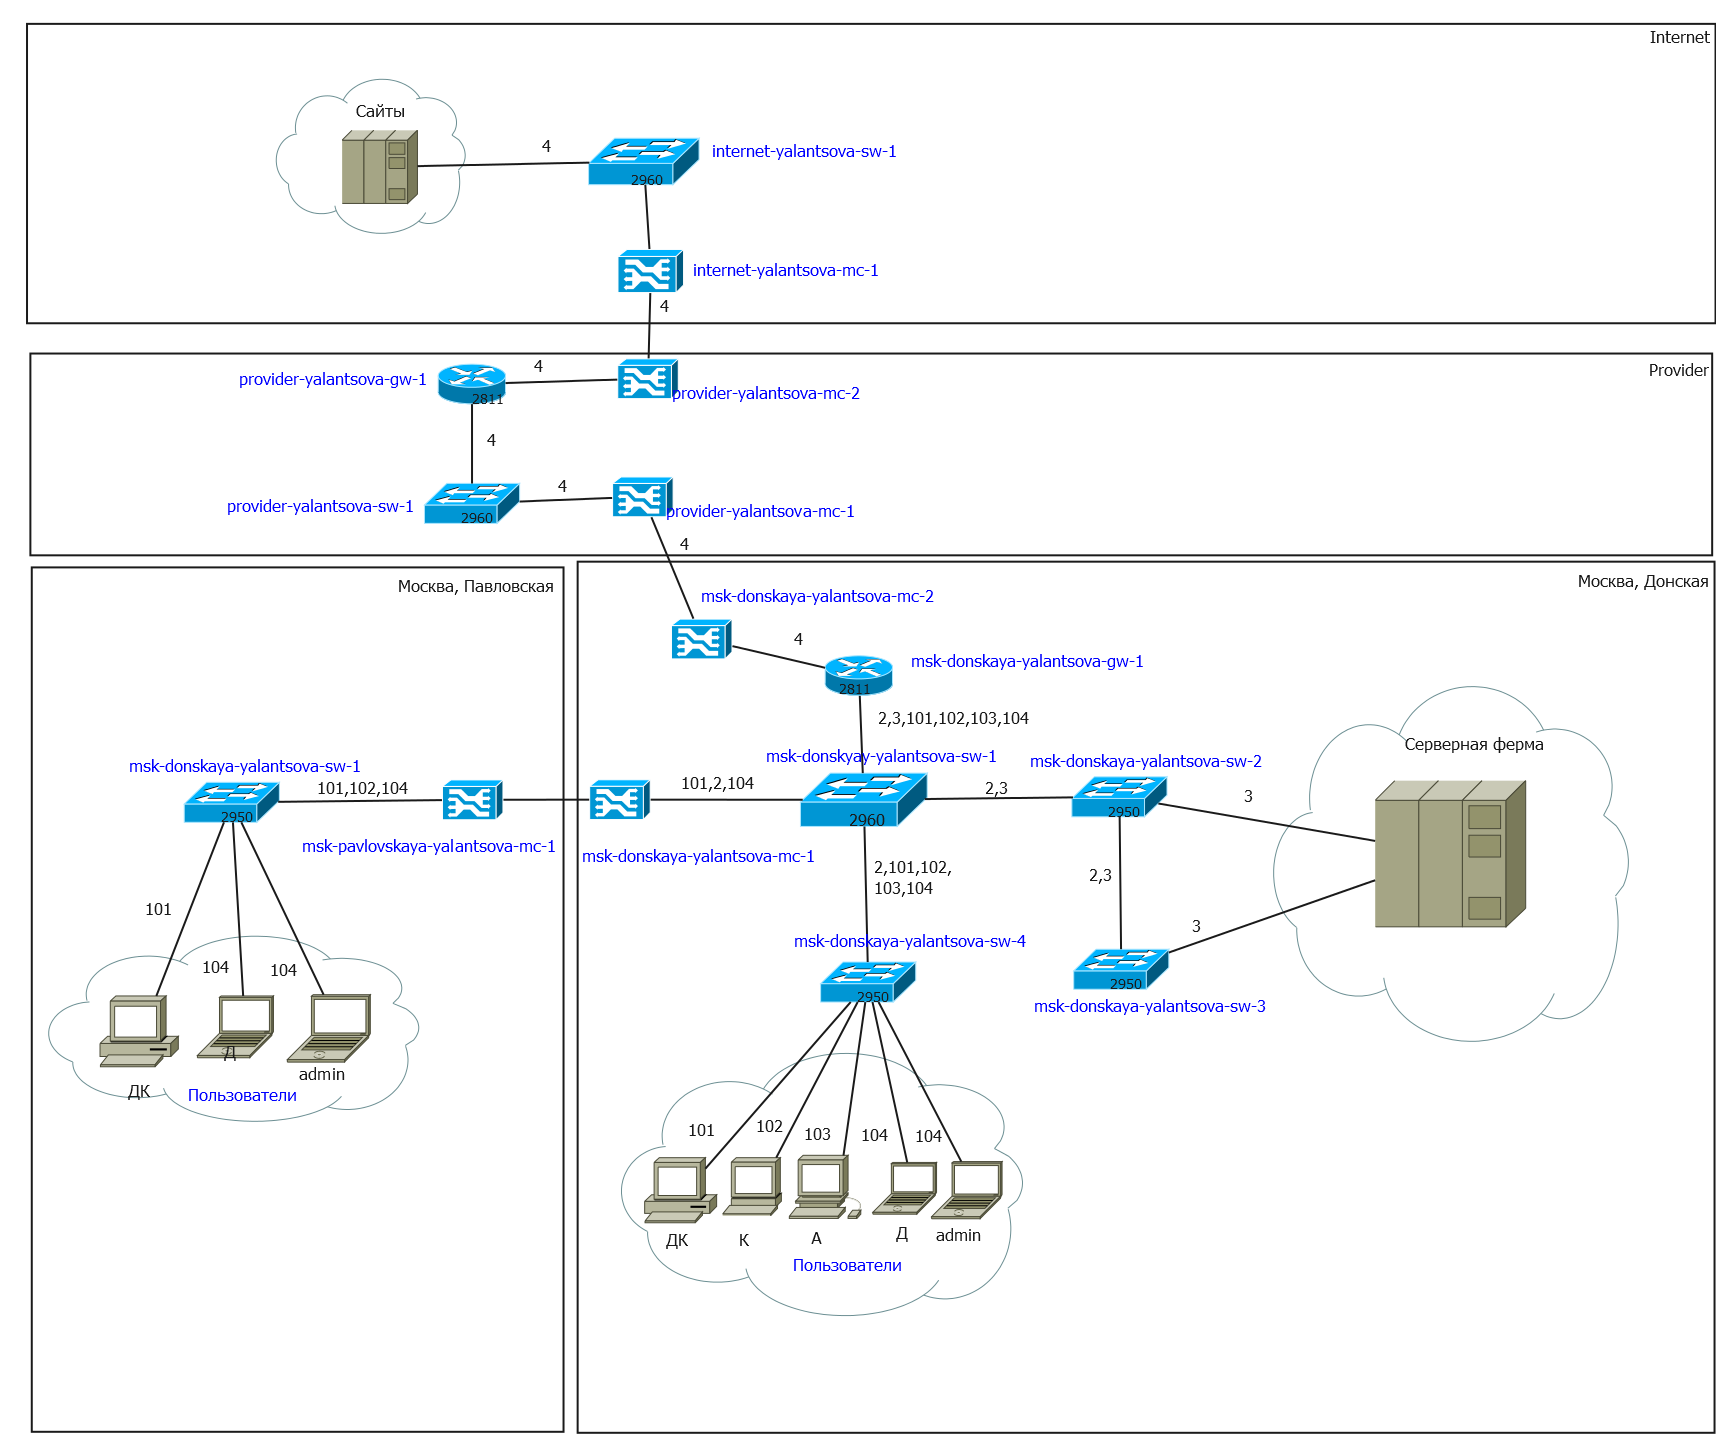 Internet
Сайты
4
internet-yalantsova-sw-1
2960
internet-yalantsova-mc-1
4
Provider
provider-yalantsova-gw-1
4
2811
provider-yalantsova-mc-2
4
provider-yalantsova-sw-1
4
2960
provider-yalantsova-mc-1
4
Москва, Павловская
msk-donskaya-yalantsova-sw-1
101,102,104
2950
msk-pavlovskaya-yalantsova-mc-1
101
104
104
Д
admin
ДК
Пользователи
Москва, Донская
msk-donskaya-yalantsova-mc-2
4
msk-donskaya-yalantsova-gw-1
2811
2,3,101,102,103,104
msk-donskyay-yalantsova-sw-1
msk-donskaya-yalantsova-sw-2
Серверная ферма
101,2,104
2,3
3
2960
2950
msk-donskaya-yalantsova-mc-1
2,101,102,
103,104
2,3
3
msk-donskaya-yalantsova-sw-4
2950
2950
msk-donskaya-yalantsova-sw-3
101
102
103
104
104
ДК
К
А
Д
admin
Пользователи